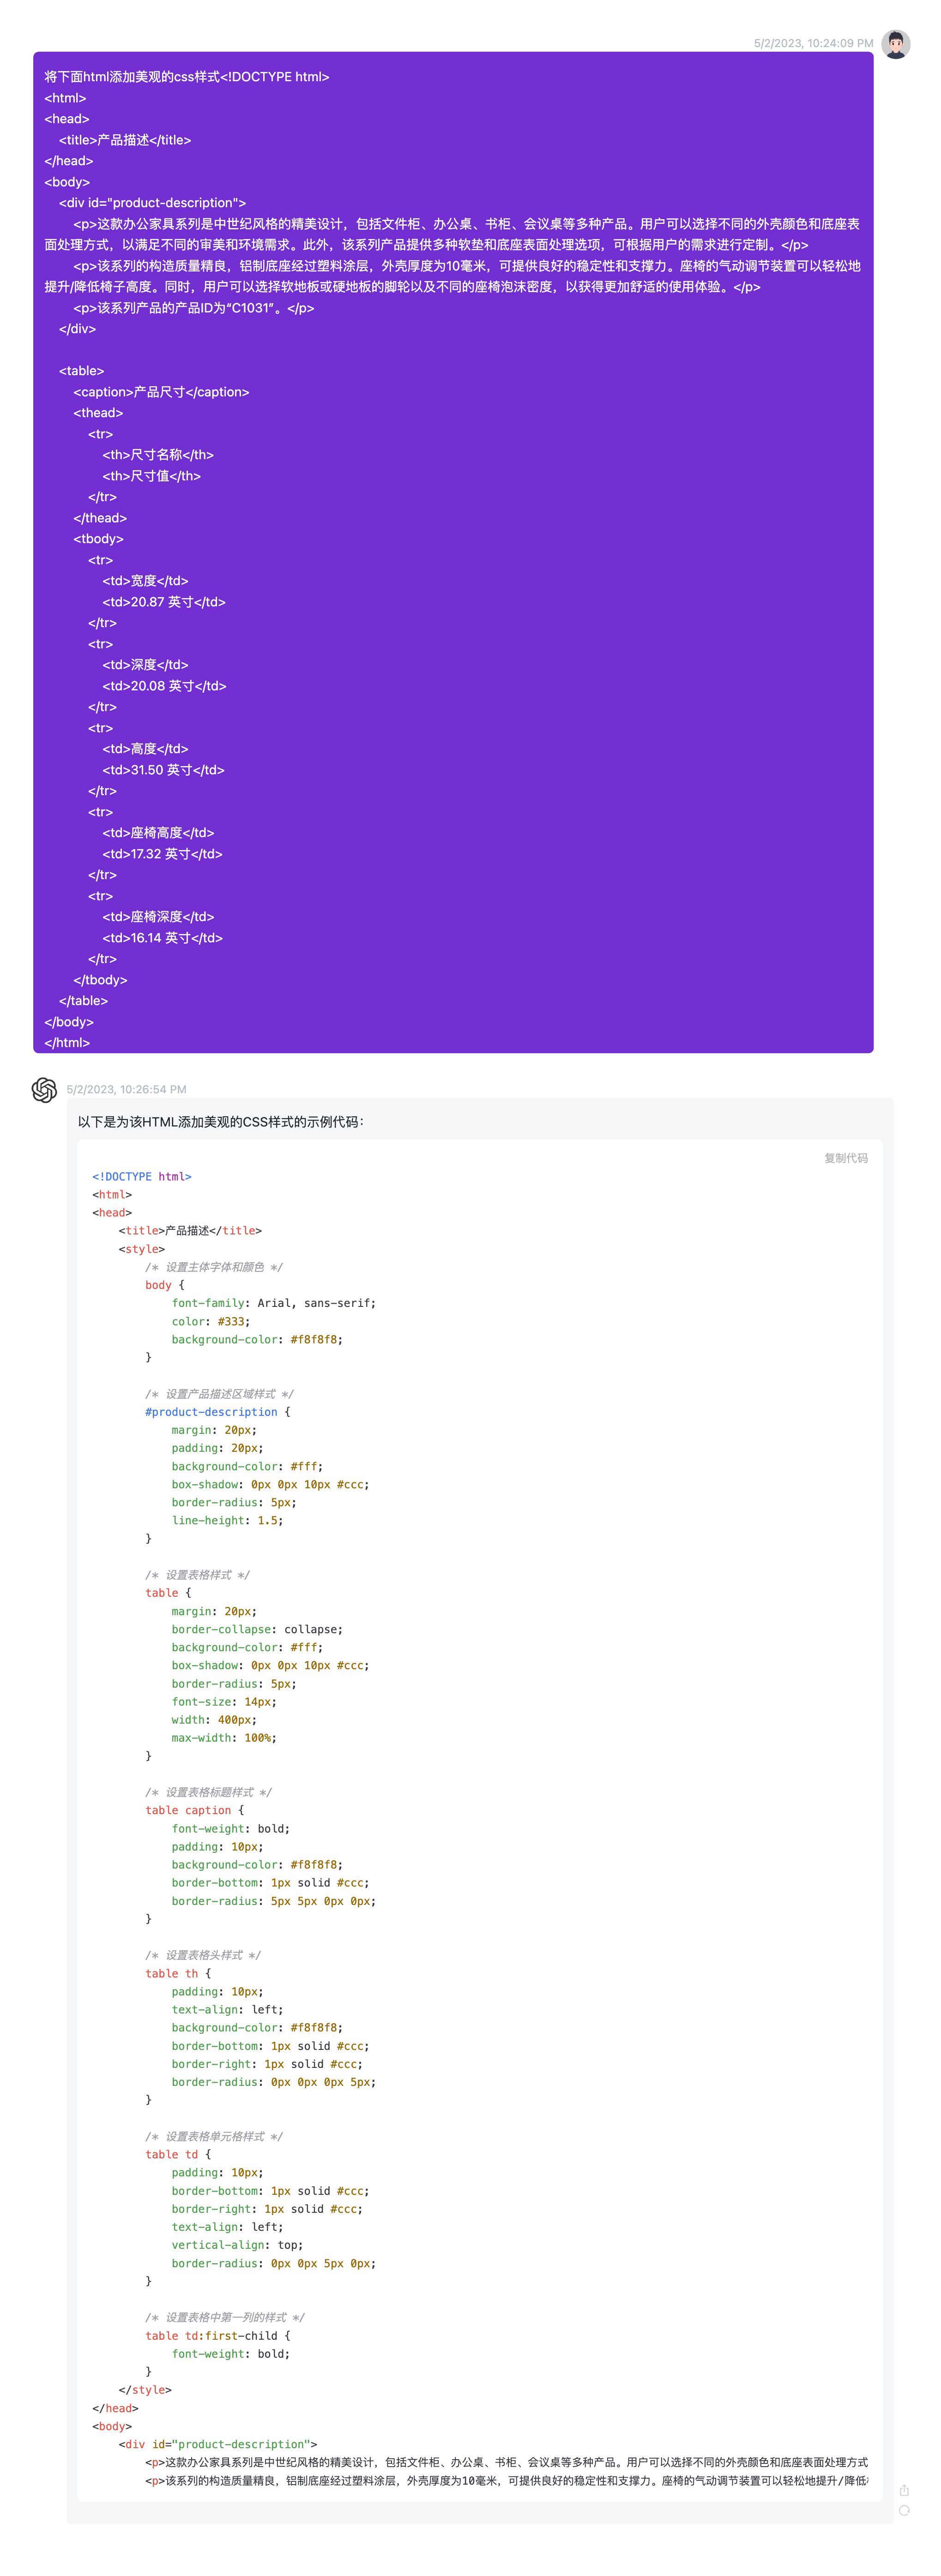 5/2/2023, 10:24:09 PM
将下面html添加美观的css样式<!DOCTYPE html>
<html>
<head>
    <title>产品描述</title>
</head>
<body>
    <div id="product-description">
        <p>这款办公家具系列是中世纪风格的精美设计，包括文件柜、办公桌、书柜、会议桌等多种产品。用户可以选择不同的外壳颜色和底座表
面处理方式，以满足不同的审美和环境需求。此外，该系列产品提供多种软垫和底座表面处理选项，可根据用户的需求进行定制。</p>
        <p>该系列的构造质量精良，铝制底座经过塑料涂层，外壳厚度为10毫米，可提供良好的稳定性和支撑力。座椅的气动调节装置可以轻松地
提升/降低椅子高度。同时，用户可以选择软地板或硬地板的脚轮以及不同的座椅泡沫密度，以获得更加舒适的使用体验。</p>
        <p>该系列产品的产品ID为“C1031”。</p>
    </div>

    <table>
        <caption>产品尺寸</caption>
        <thead>
            <tr>
                <th>尺寸名称</th>
                <th>尺寸值</th>
            </tr>
        </thead>
        <tbody>
            <tr>
                <td>宽度</td>
                <td>20.87 英寸</td>
            </tr>
            <tr>
                <td>深度</td>
                <td>20.08 英寸</td>
            </tr>
            <tr>
                <td>高度</td>
                <td>31.50 英寸</td>
            </tr>
            <tr>
                <td>座椅高度</td>
                <td>17.32 英寸</td>
            </tr>
            <tr>
                <td>座椅深度</td>
                <td>16.14 英寸</td>
            </tr>
        </tbody>
    </table>
</body>
</html>
5/2/2023, 10:26:54 PM
以下是为该HTML添加美观的CSS样式的示例代码：
复制代码
<!DOCTYPE html>
<html>
<head>
    <title>产品描述</title>
    <style>
        /* 设置主体字体和颜色 */
        body {
            font-family: Arial, sans-serif;
            color: #333;
            background-color: #f8f8f8;
        }

        /* 设置产品描述区域样式 */
        #product-description {
            margin: 20px;
            padding: 20px;
            background-color: #fff;
            box-shadow: 0px 0px 10px #ccc;
            border-radius: 5px;
            line-height: 1.5;
        }

        /* 设置表格样式 */
        table {
            margin: 20px;
            border-collapse: collapse;
            background-color: #fff;
            box-shadow: 0px 0px 10px #ccc;
            border-radius: 5px;
            font-size: 14px;
            width: 400px;
            max-width: 100%;
        }

        /* 设置表格标题样式 */
        table caption {
            font-weight: bold;
            padding: 10px;
            background-color: #f8f8f8;
            border-bottom: 1px solid #ccc;
            border-radius: 5px 5px 0px 0px;
        }

        /* 设置表格头样式 */
        table th {
            padding: 10px;
            text-align: left;
            background-color: #f8f8f8;
            border-bottom: 1px solid #ccc;
            border-right: 1px solid #ccc;
            border-radius: 0px 0px 0px 5px;
        }

        /* 设置表格单元格样式 */
        table td {
            padding: 10px;
            border-bottom: 1px solid #ccc;
            border-right: 1px solid #ccc;
            text-align: left;
            vertical-align: top;
            border-radius: 0px 0px 5px 0px;
        }

        /* 设置表格中第一列的样式 */
        table td:first-child {
            font-weight: bold;
        }
    </style>
</head>
<body>
    <div id="product-description">
        <p>这款办公家具系列是中世纪风格的精美设计，包括文件柜、办公桌、书柜、会议桌等多种产品。用户可以选择不同的外壳颜色和底座表面处理方式
        <p>该系列的构造质量精良，铝制底座经过塑料涂层，外壳厚度为10毫米，可提供良好的稳定性和支撑力。座椅的气动调节装置可以轻松地提升/降低